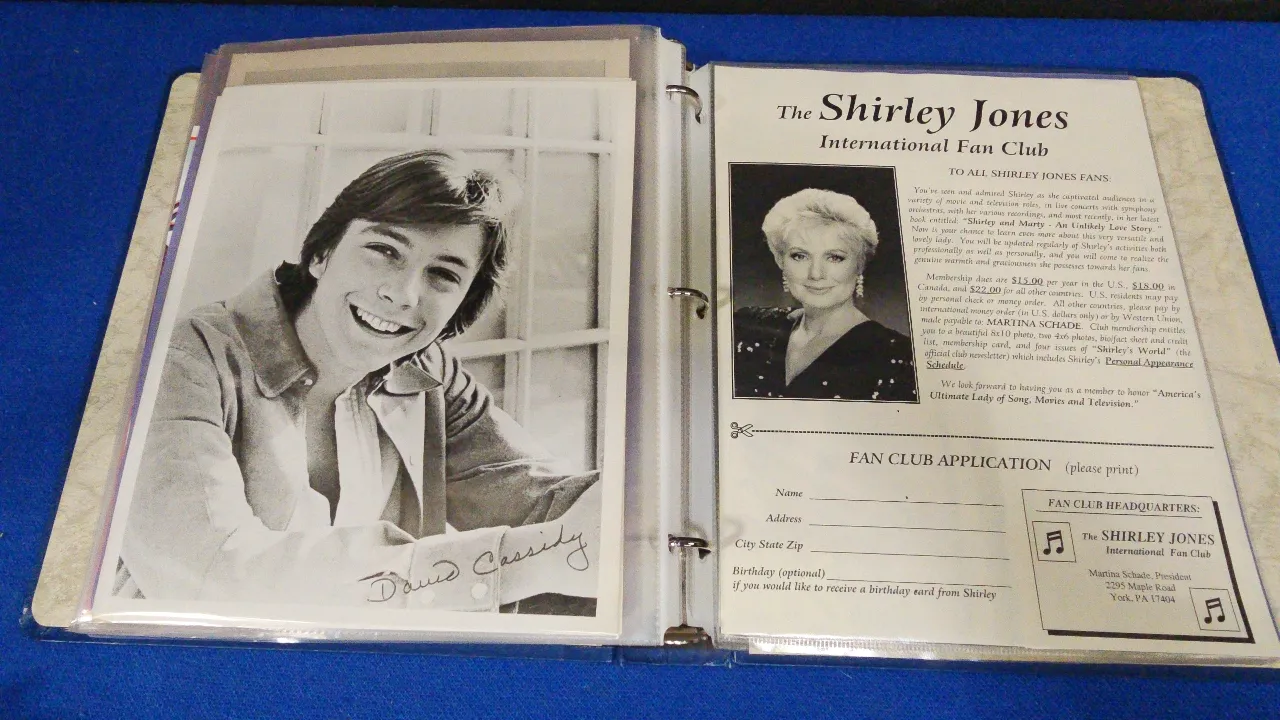 David Cassidy
The Shirley Jones
International Fan Club
TO ALL SHIRLEY JONES FANS:
You've seen and admired Shirley as she captivated audiences in a
variety of movie and television roles, in live concerts with symphony
orchestras, with her various recordings, and most recently, in her latest
book entitled: "Shirley and Marty - An Unlikely Love Story."
Now is your chance to learn even more about this very versatile and
lovely lady. You will be updated regularly of Shirley's activities both
professionally as well as personally, and you will come to realize the
genuine warmth and graciousness she possesses towards her fans.
Membership dues are $15.00 per year in the U.S., $18.00 in
Canada, and $22.00 for all other countries. U.S. residents may pay
by personal check or money order. All other countries, please pay by
international money order (in U.S. dollars only) or by Western Union,
made payable to: MARTINA SCHADE. Club membership entitles
you to a beautiful 8x10 photo, two 4x6 photos, bio/fact sheet and credit
list, membership card, and four issues of "Shirley's World" (the
official club newsletter) which includes Shirley's Personal Appearance
Schedule.
We look forward to having you as a member to honor "America's
Ultimate Lady of Song, Movies and Television."
FAN CLUB APPLICATION (please print)
Name
Address
City State Zip
Birthday (optional)
if you would like to receive a birthday card from Shirley
FAN CLUB HEADQUARTERS:
The SHIRLEY JONES
International Fan Club
Martina Schade, President
2295 Maple Road
York, PA 17404